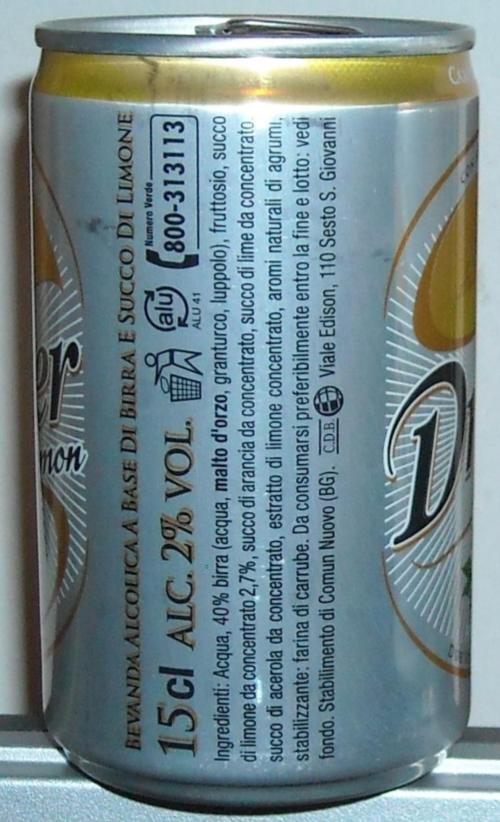 BEVANDA ALCOLICA A BASE DI BIRRA E SUCCO DI LIMONE
15 cl ALC. 2% VOL.
alu
ALU 41
Numero Verde
800-313113
Ingredienti: Acqua, 40% birra (acqua, malto d'orzo, granturco, luppolo), fruttosio, succo
di limone da concentrato 2,7%, succo di arancia da concentrato, succo di lime da concentrato,
succo di acerola da concentrato, estratto di limone concentrato, aromi naturali di agrumi,
stabilizzante: farina di carrube. Da consumarsi preferibilmente entro la fine e lotto: vedi
fondo. Stabilimento di Comun Nuovo (BG). C.D.B. Viale Edison, 110 Sesto S. Giovanni
er
mon
D